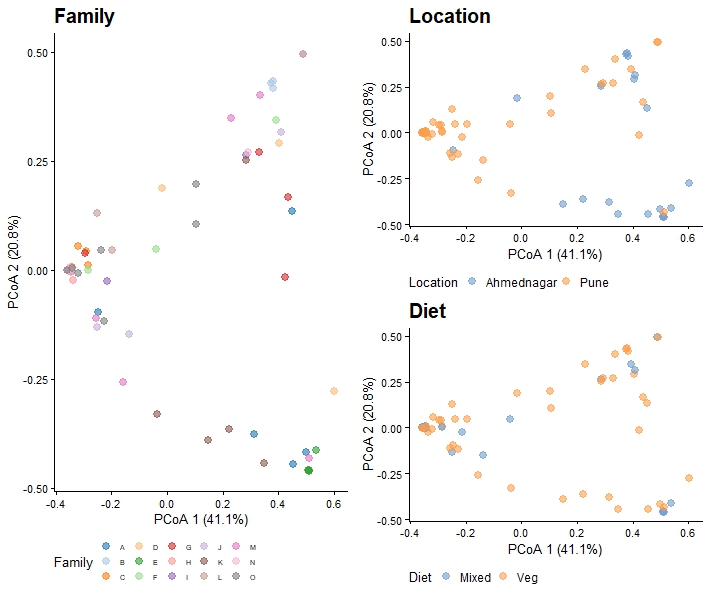 Family
0.50
0.25
0.00
-0.25
-0.50
PCoA 2 (20.8%)
-0.4 -0.2 0.0 0.2 0.4 0.6
PCoA 1 (41.1%)
Family
A D G J M
B E H K N
C F I L O
Location
0.50
0.25
0.00
-0.25
-0.50
PCoA 2 (20.8%)
-0.4 -0.2 0.0 0.2 0.4 0.6
PCoA 1 (41.1%)
Location Ahmednagar Pune
Diet
0.50
0.25
0.00
-0.25
-0.50
PCoA 2 (20.8%)
-0.4 -0.2 0.0 0.2 0.4 0.6
PCoA 1 (41.1%)
Diet Mixed Veg